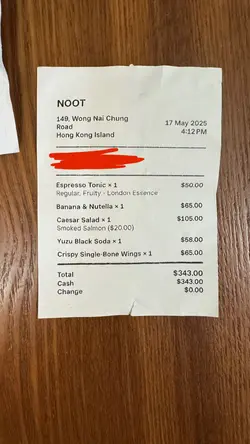 NOOT
149, Wong Nai Chung
Road
Hong Kong Island
17 May 2025
4:12 PM
Espresso Tonic × 1 $50.00
Regular, Fruity - London Essence
Banana & Nutella × 1 $65.00
Caesar Salad × 1 $105.00
Smoked Salmon ($20.00)
Yuzu Black Soda × 1 $58.00
Crispy Single-Bone Wings × 1 $65.00
Total $343.00
Cash $343.00
Change $0.00